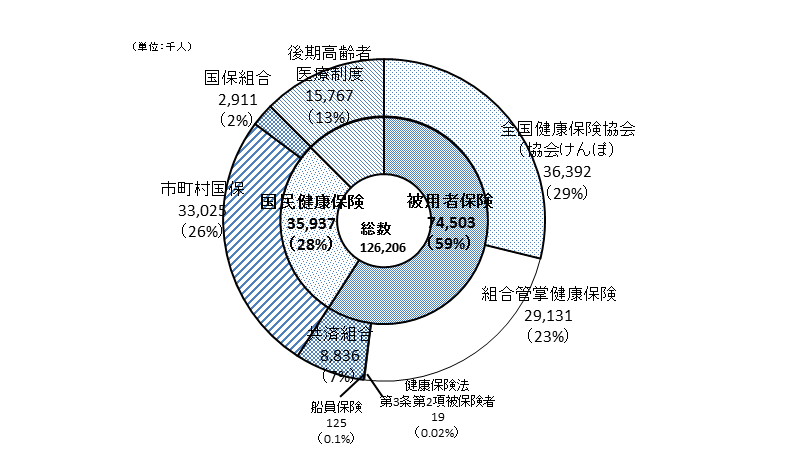 （単位：千人）
後期高齢者
医療制度
15,767
（13%）
国保組合
2,911
（2%）
全国健康保険協会
（協会けんぽ）
36,392
（29%）
市町村国保
33,025
（26%）
国民健康保険
35,937
（28%）
被用者保険
74,503
（59%）
総数
126,206
組合管掌健康保険
29,131
（23%）
共済組合
8,836
（7%）
船員保険
125
（0.1%）
健康保険法
第3条第2項被保険者
19
（0.02%）